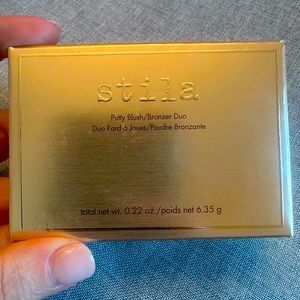 stila
Putty Blush/Bronzer Duo
Duo Fard à Joues/Poudre Bronzante
total net wt. 0.22 oz./poids net 6.35 g